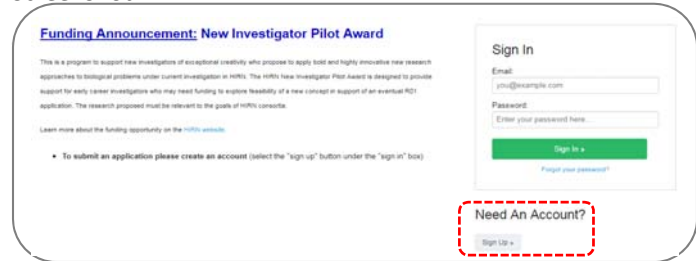 Funding Announcement: New Investigator Pilot Award
This is a program to support new investigators of exceptional creativity who propose to apply bold and highly innovative new research
approaches to biological problems under current investigation in HIRN. The HIRN New Investigator Pilot Award is designed to provide
support for early career investigators who may need funding to explore feasibility of a new concept in support of an eventual R01
application. The research proposed must be relevant to the goals of HIRN consortia.
Learn more about the funding opportunity on the HIRN website.
• To submit an application please create an account (select the "sign up" button under the "sign in" box)
Sign In
Email:
you@example.com
Password:
Enter your password here...
Sign In »
Forgot your password?
Need An Account?
Sign Up »